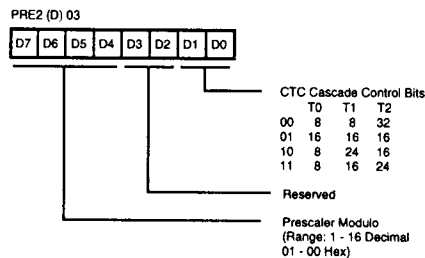 PRE2 (D) 03
D7 D6 D5 D4 D3 D2 D1 D0
CTC Cascade Control Bits
T0 T1 T2
00 8 8 32
01 16 16 16
10 8 24 16
11 8 16 24
Reserved
Prescaler Modulo
(Range: 1 - 16 Decimal
01 - 00 Hex)